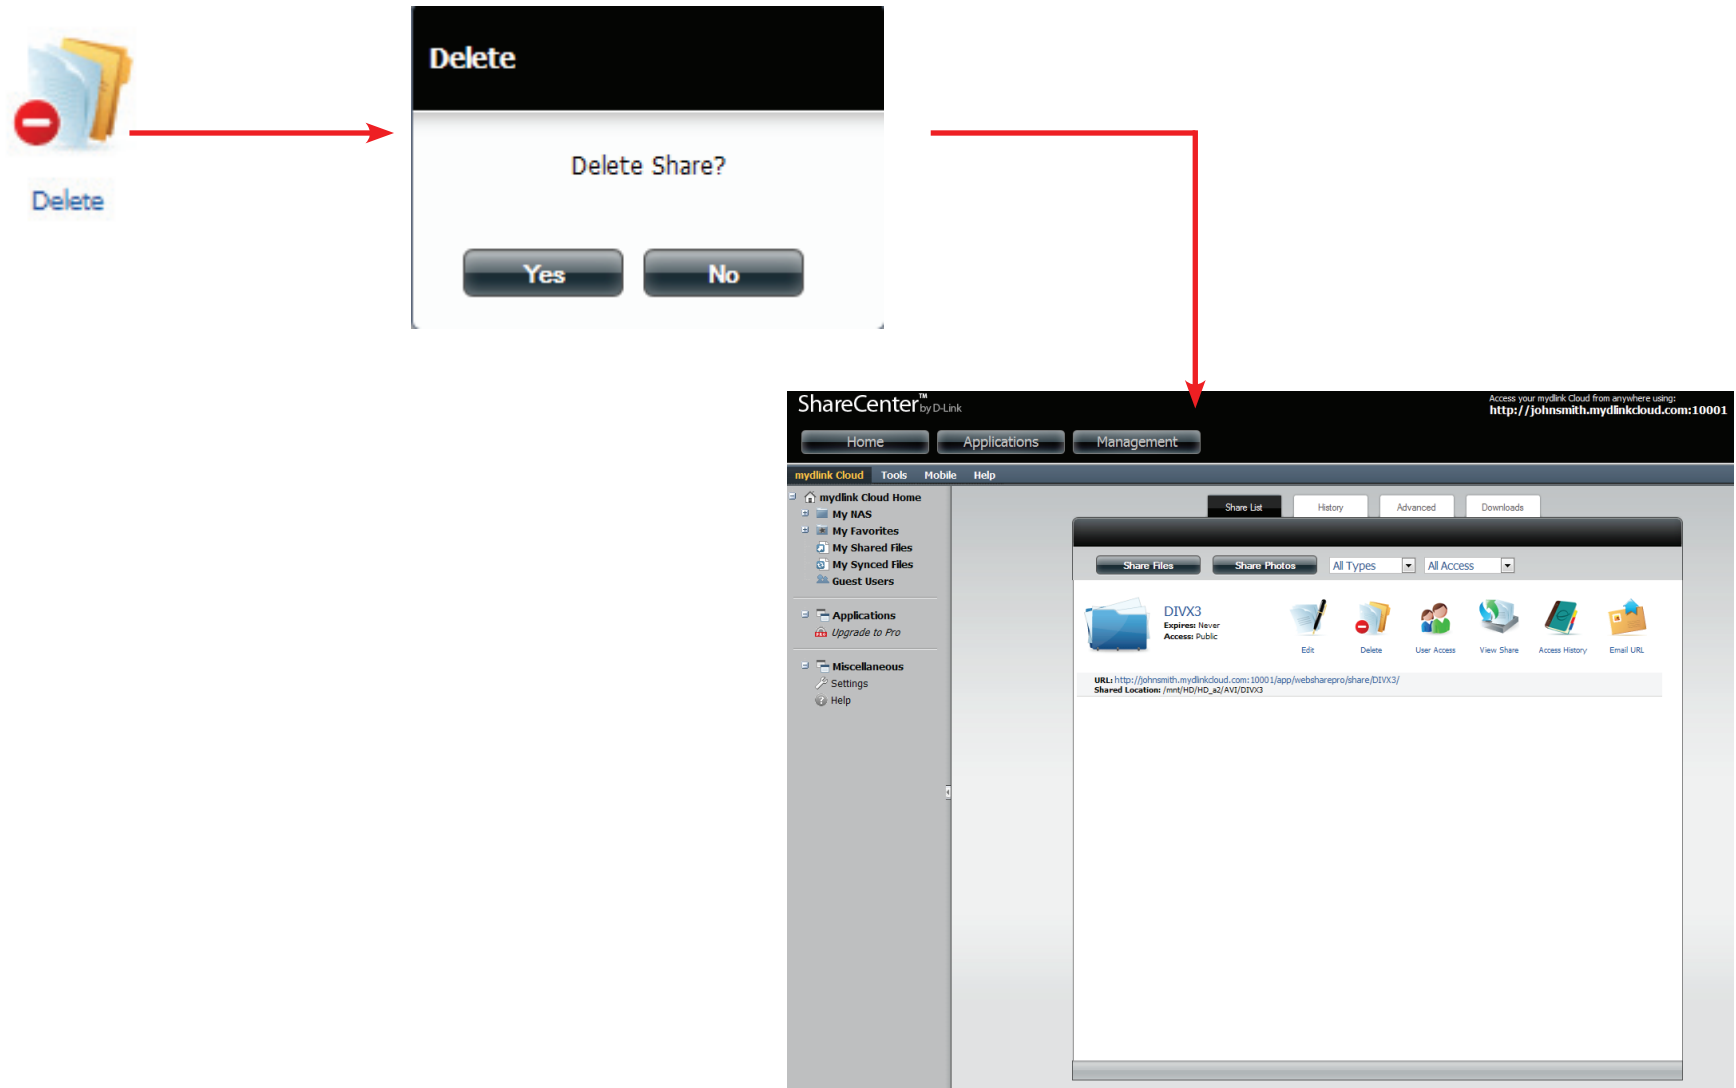 Delete
Delete
Delete Share?
Yes No
ShareCenter™ by D-Link
Access your mydlink Cloud from anywhere using:
http://johnsmith.mydlinkcloud.com:10001
Home Applications Management
mydlink Cloud Tools Mobile Help
mydlink Cloud Home
My NAS
My Favorites
My Shared Files
My Synced Files
Guest Users
Applications
Upgrade to Pro
Miscellaneous
Settings
Help
Share List History Advanced Downloads
Share Files Share Photos All Types All Access
DIVX3
Expires: Never
Access: Public
Edit Delete User Access View Share Access History Email URL
URL: http://johnsmith.mydlinkcloud.com:10001/app/websharepro/share/DIVX3/
Shared Location: /mnt/HD/HD_a2/AVI/DIVX3